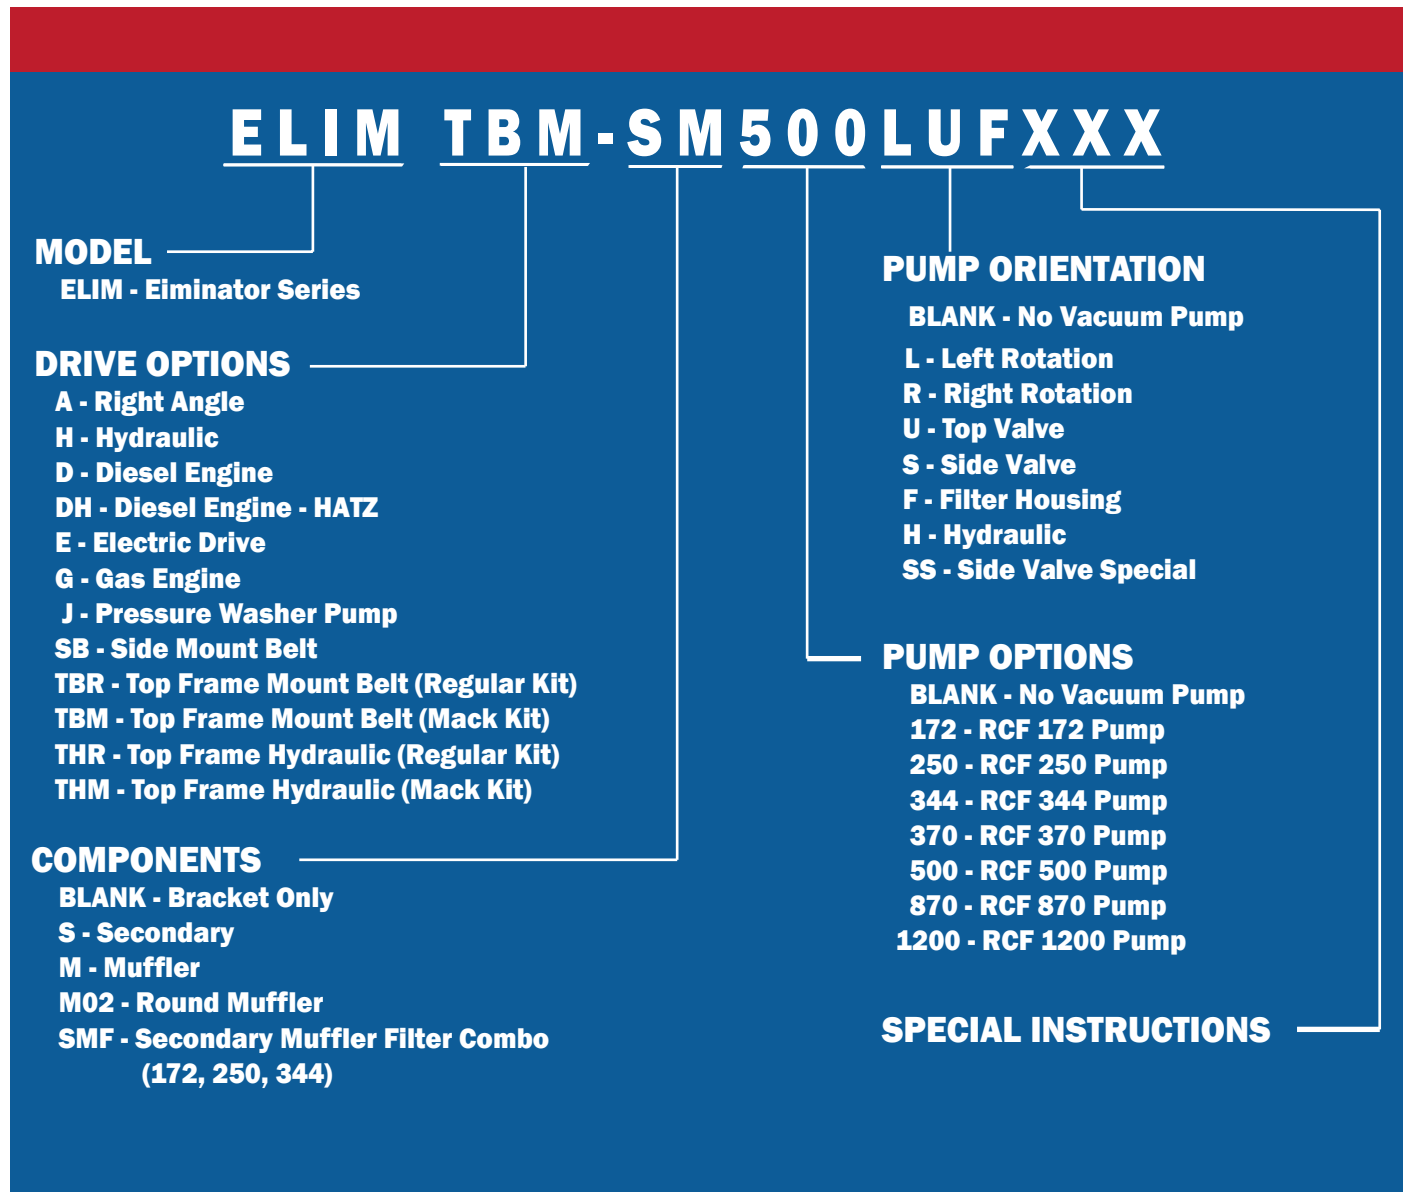 ELIM TBM-SM500LUFXXX
MODEL
ELIM - Eiminator Series
DRIVE OPTIONS
A - Right Angle
H - Hydraulic
D - Diesel Engine
DH - Diesel Engine - HATZ
E - Electric Drive
G - Gas Engine
J - Pressure Washer Pump
SB - Side Mount Belt
TBR - Top Frame Mount Belt (Regular Kit)
TBM - Top Frame Mount Belt (Mack Kit)
THR - Top Frame Hydraulic (Regular Kit)
THM - Top Frame Hydraulic (Mack Kit)
COMPONENTS
BLANK - Bracket Only
S - Secondary
M - Muffler
M02 - Round Muffler
SMF - Secondary Muffler Filter Combo
(172, 250, 344)
PUMP ORIENTATION
BLANK - No Vacuum Pump
L - Left Rotation
R - Right Rotation
U - Top Valve
S - Side Valve
F - Filter Housing
H - Hydraulic
SS - Side Valve Special
PUMP OPTIONS
BLANK - No Vacuum Pump
172 - RCF 172 Pump
250 - RCF 250 Pump
344 - RCF 344 Pump
370 - RCF 370 Pump
500 - RCF 500 Pump
870 - RCF 870 Pump
1200 - RCF 1200 Pump
SPECIAL INSTRUCTIONS